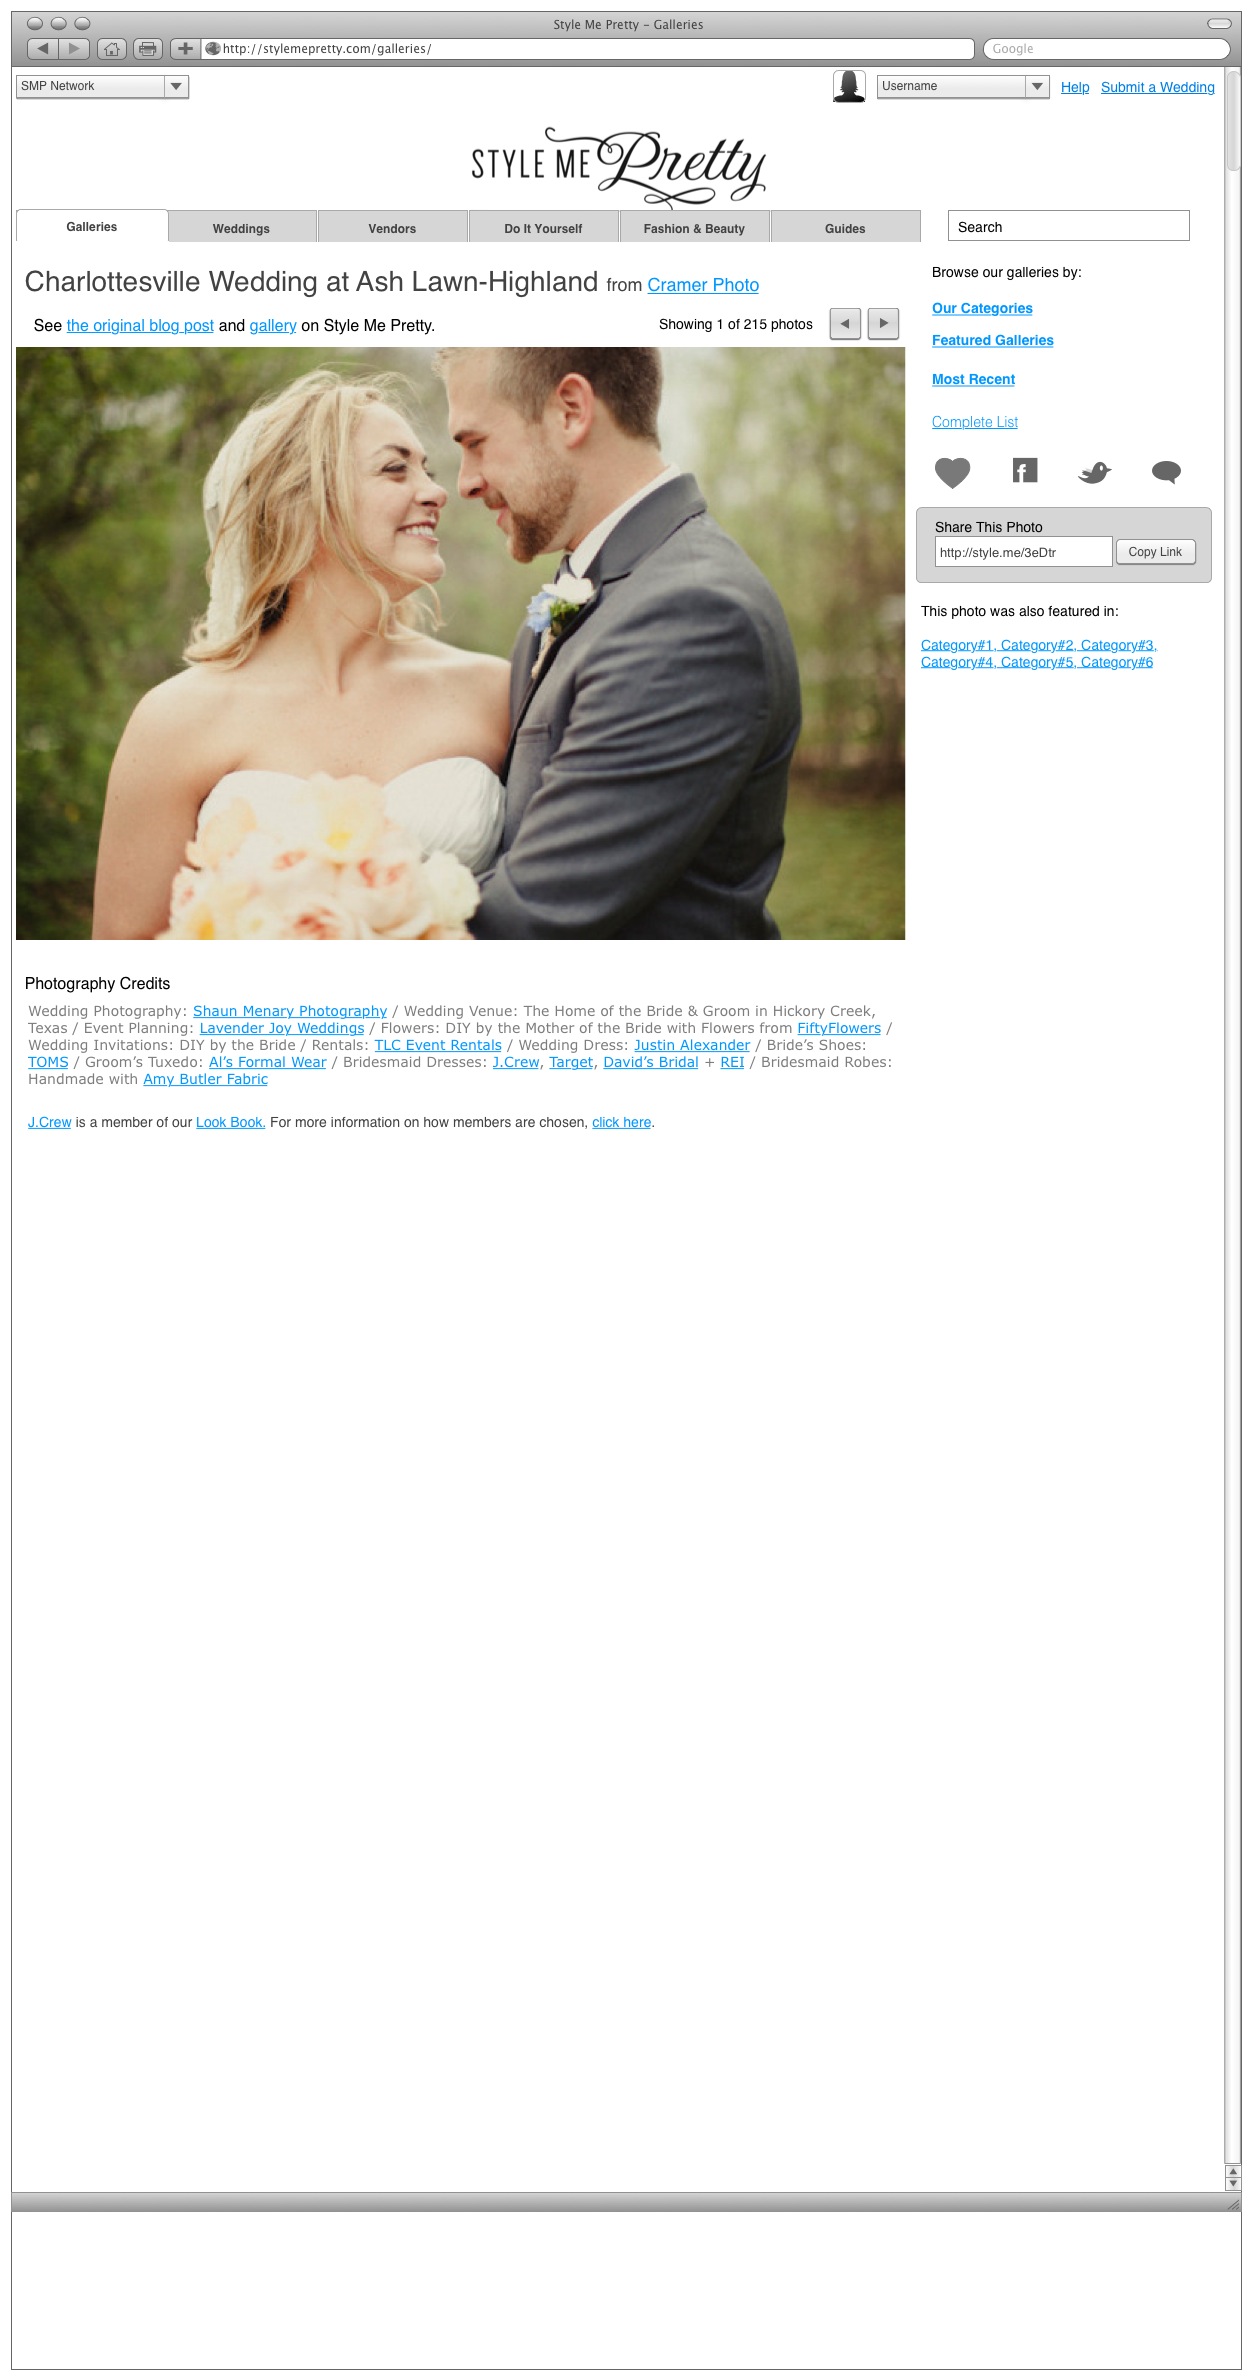 Style Me Pretty – Galleries
http://stylemepretty.com/galleries/
Google
SMP Network
Username
Help
Submit a Wedding
STYLE ME Pretty
Galleries
Weddings
Vendors
Do It Yourself
Fashion & Beauty
Guides
Search
Charlottesville Wedding at Ash Lawn-Highland from Cramer Photo
See the original blog post and gallery on Style Me Pretty.
Showing 1 of 215 photos
Browse our galleries by:
Our Categories
Featured Galleries
Most Recent
Complete List
f
Share This Photo
http://style.me/3eDtr
Copy Link
This photo was also featured in:
Category#1, Category#2, Category#3,
Category#4, Category#5, Category#6
Photography Credits
Wedding Photography: Shaun Menary Photography / Wedding Venue: The Home of the Bride & Groom in Hickory Creek,
Texas / Event Planning: Lavender Joy Weddings / Flowers: DIY by the Mother of the Bride with Flowers from FiftyFlowers /
Wedding Invitations: DIY by the Bride / Rentals: TLC Event Rentals / Wedding Dress: Justin Alexander / Bride’s Shoes:
TOMS / Groom’s Tuxedo: Al’s Formal Wear / Bridesmaid Dresses: J.Crew, Target, David’s Bridal + REI / Bridesmaid Robes:
Handmade with Amy Butler Fabric
J.Crew is a member of our Look Book. For more information on how members are chosen, click here.